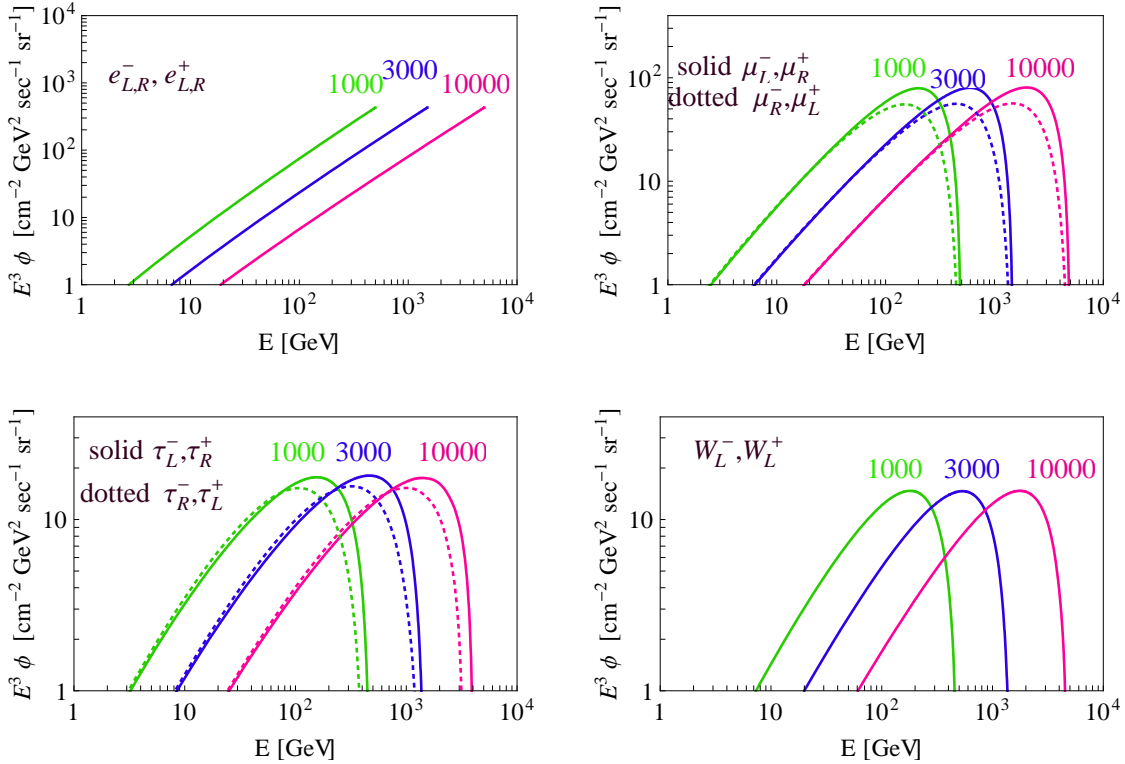 E³ ϕ [cm⁻² GeV² sec⁻¹ sr⁻¹]
10⁴
10³
10²
10
1
e⁻L,R, e⁺L,R
1000
3000
10000
1 10 10² 10³ 10⁴
E [GeV]
E³ ϕ [cm⁻² GeV² sec⁻¹ sr⁻¹]
10²
10
1
solid μ⁻L,μ⁺R
dotted μ⁻R,μ⁺L
1000
3000
10000
1 10 10² 10³ 10⁴
E [GeV]
E³ ϕ [cm⁻² GeV² sec⁻¹ sr⁻¹]
10
1
solid τ⁻L,τ⁺R
dotted τ⁻R,τ⁺L
1000 3000 10000
1 10 10² 10³ 10⁴
E [GeV]
E³ ϕ [cm⁻² GeV² sec⁻¹ sr⁻¹]
10
1
W⁻L,W⁺L
1000 3000 10000
1 10 10² 10³ 10⁴
E [GeV]